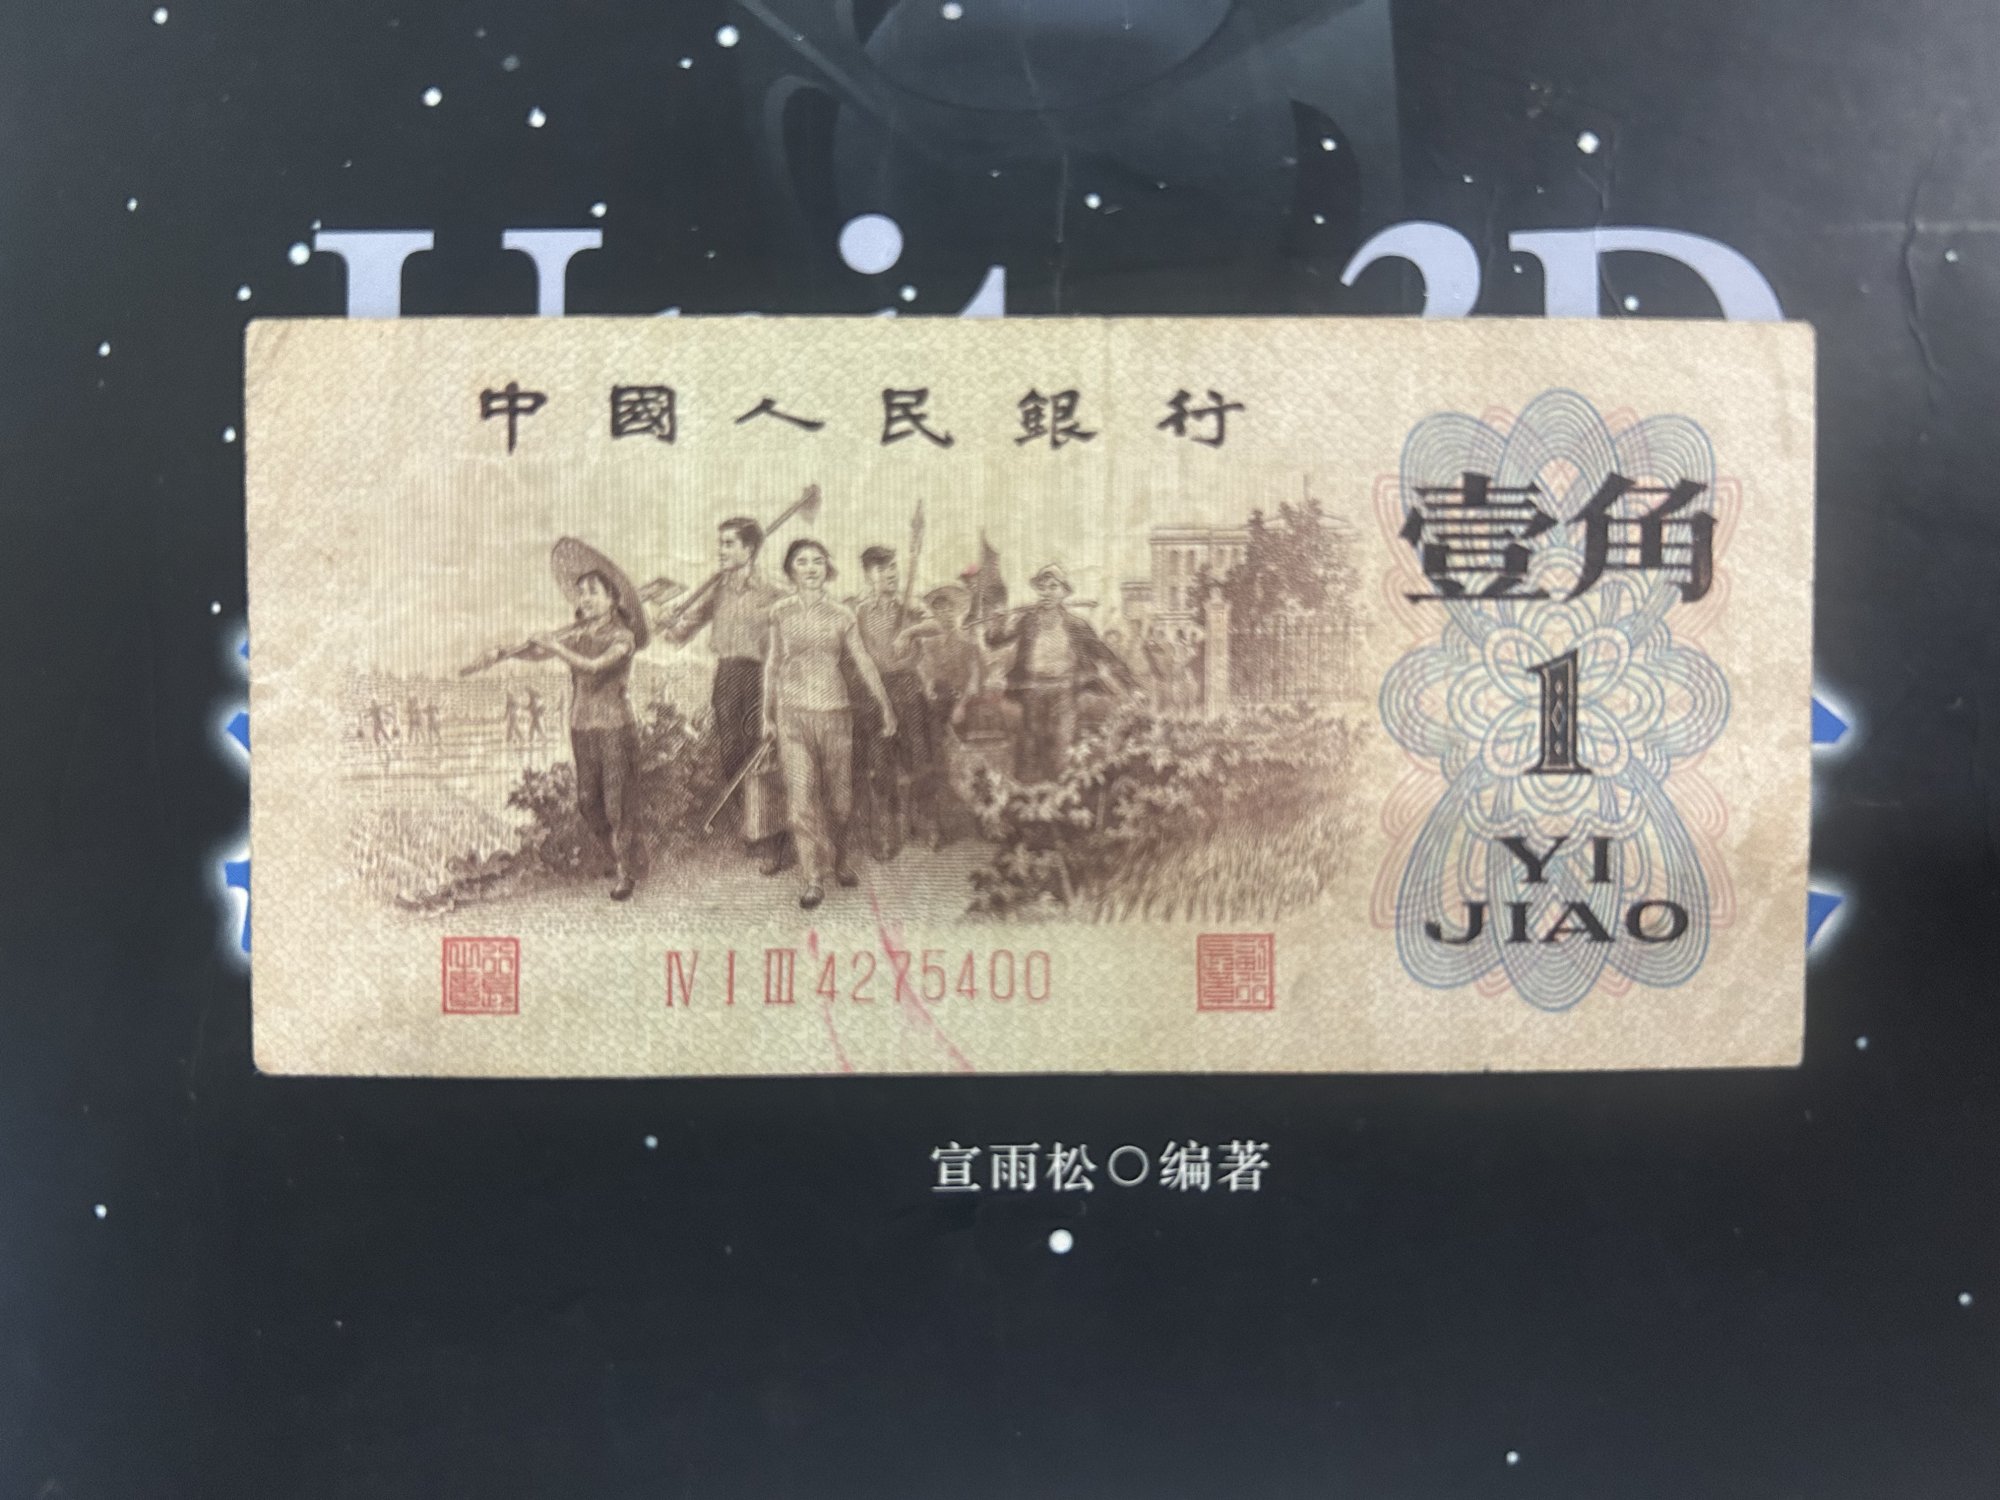 中國人民銀行
壹角
1
YI
JIAO
Ⅳ Ⅰ Ⅲ 4275400
宣雨松○编著